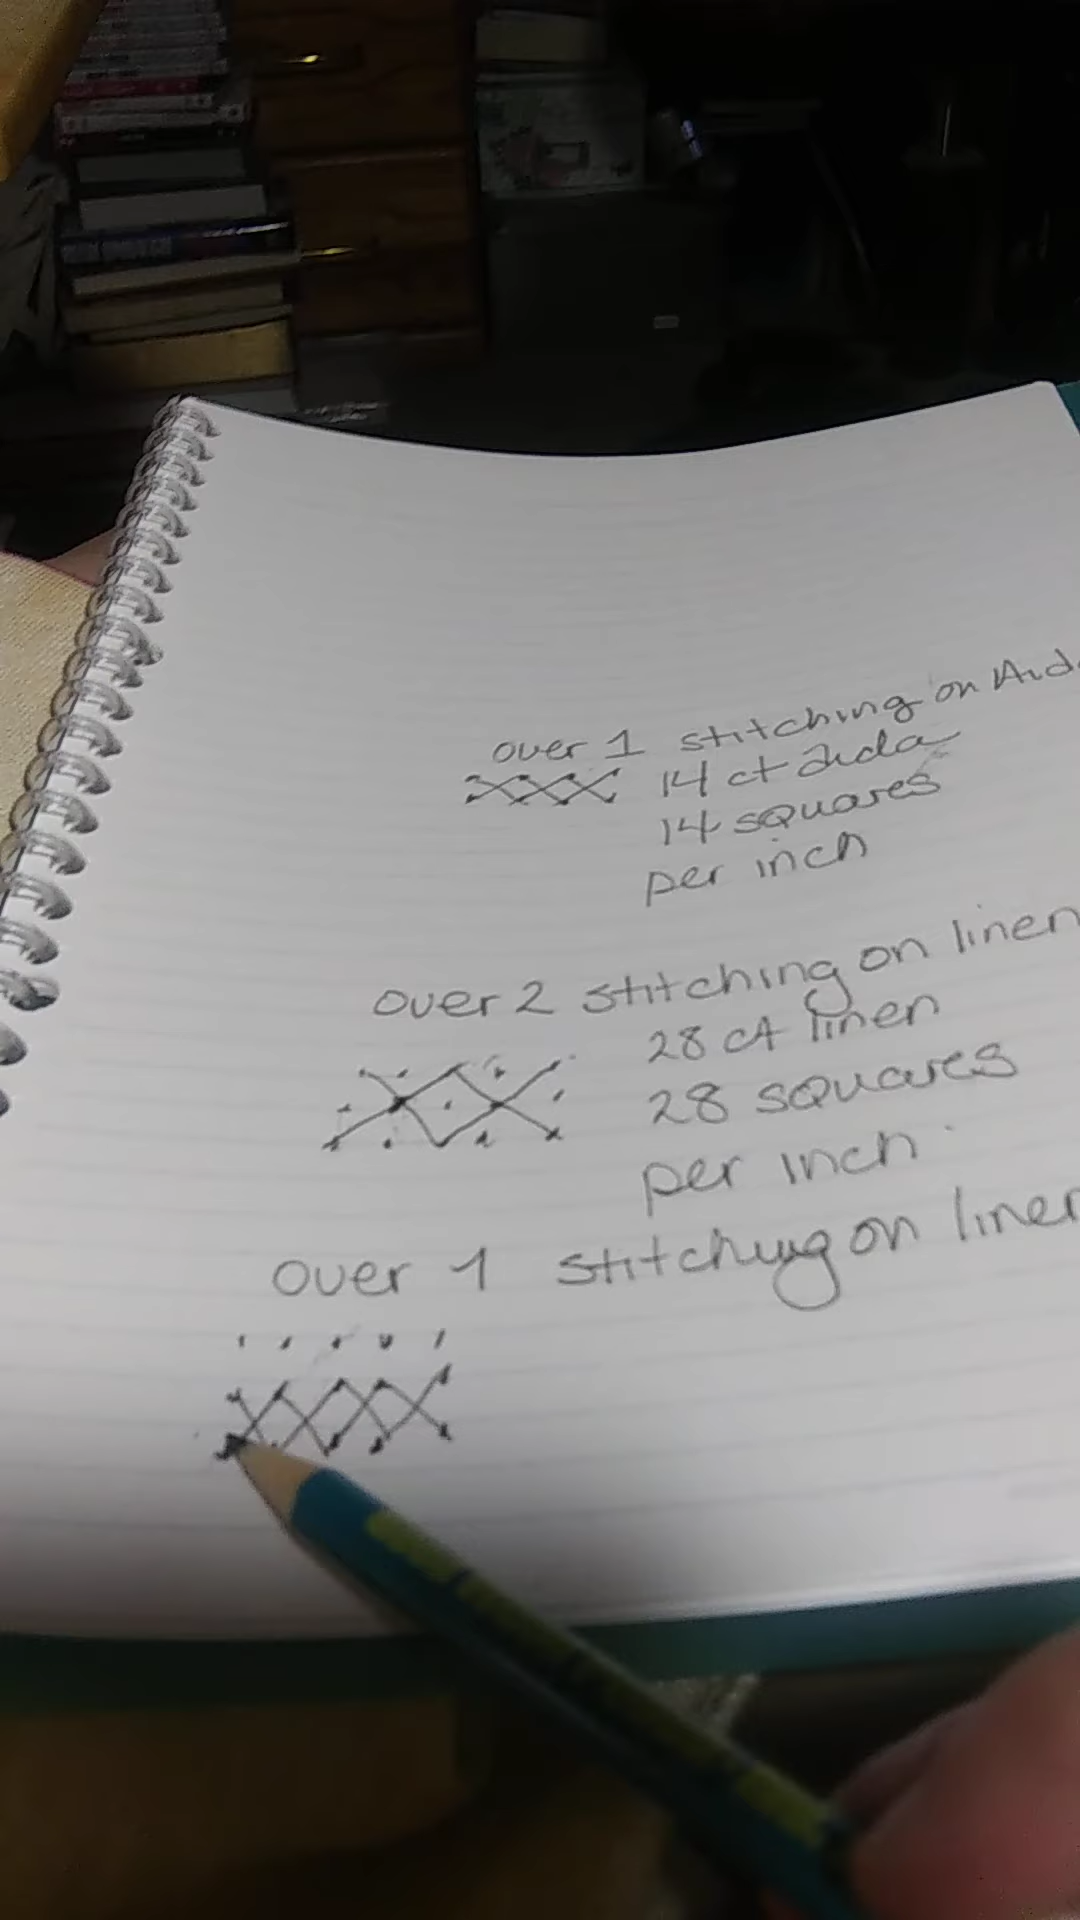 over 1 stitching on Aida
14 ct aida
14 squares
per inch
over 2 stitching on linen
28 ct linen
28 squares
per inch
over 1 stitching on linen